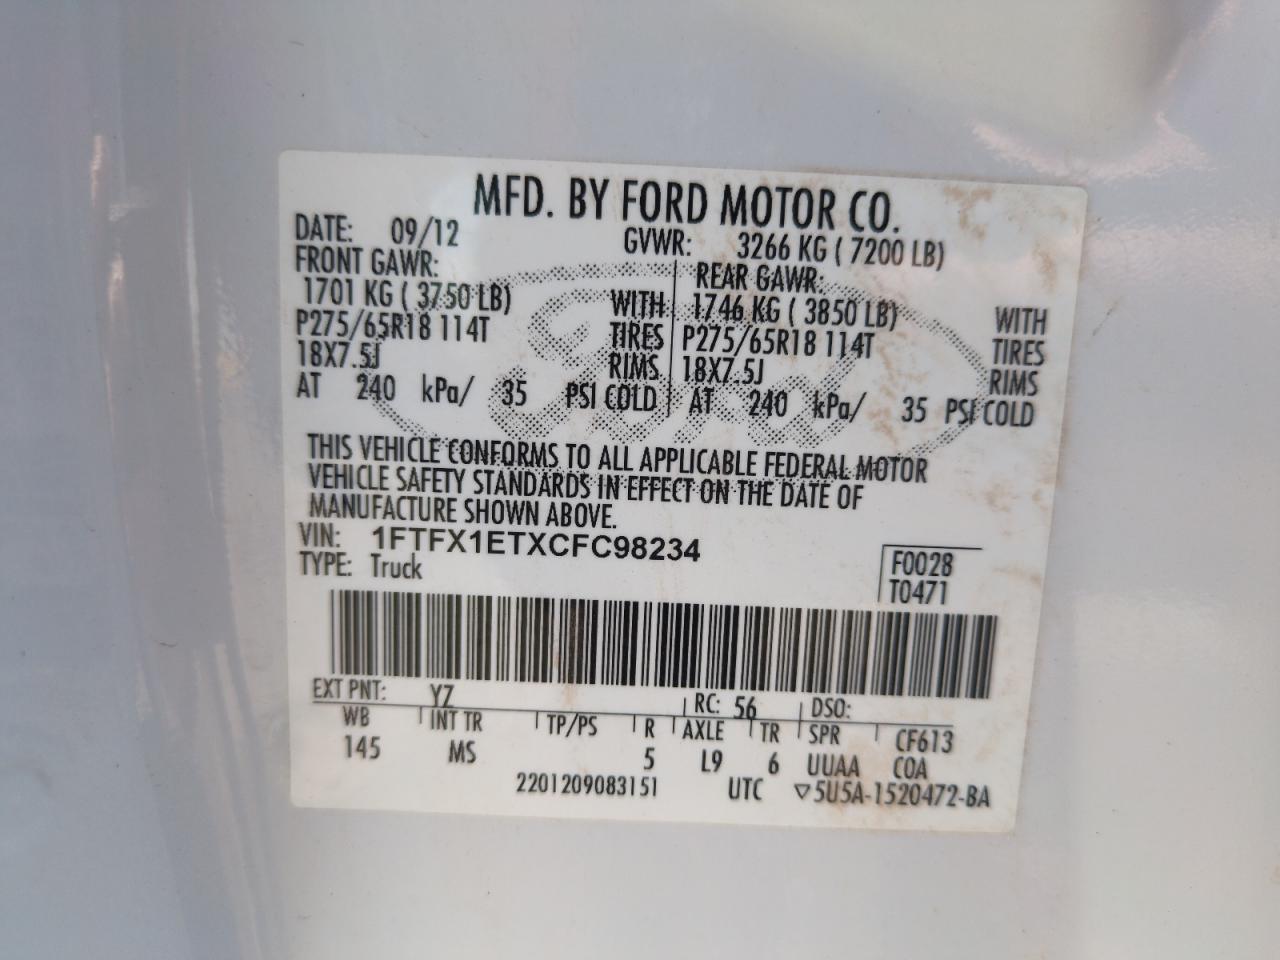 MFD. BY FORD MOTOR CO.
DATE: 09/12 GVWR: 3266 KG ( 7200 LB)
FRONT GAWR: REAR GAWR:
1701 KG ( 3750 LB) WITH 1746 KG ( 3850 LB) WITH
P275/65R18 114T TIRES P275/65R18 114T TIRES
18X7.5J RIMS 18X7.5J RIMS
AT 240 kPa/ 35 PSI COLD AT 240 kPa/ 35 PSI COLD
Ford
THIS VEHICLE CONFORMS TO ALL APPLICABLE FEDERAL MOTOR
VEHICLE SAFETY STANDARDS IN EFFECT ON THE DATE OF
MANUFACTURE SHOWN ABOVE.
VIN: 1FTFX1ETXCFC98234 F0028
TYPE: Truck T0471
EXT PNT: YZ RC: 56 DSO:
WB INT TR TP/PS R AXLE TR SPR CF613
145 MS 5 L9 6 UUAA COA
2201209083151 UTC ▽5U5A-1520472-BA